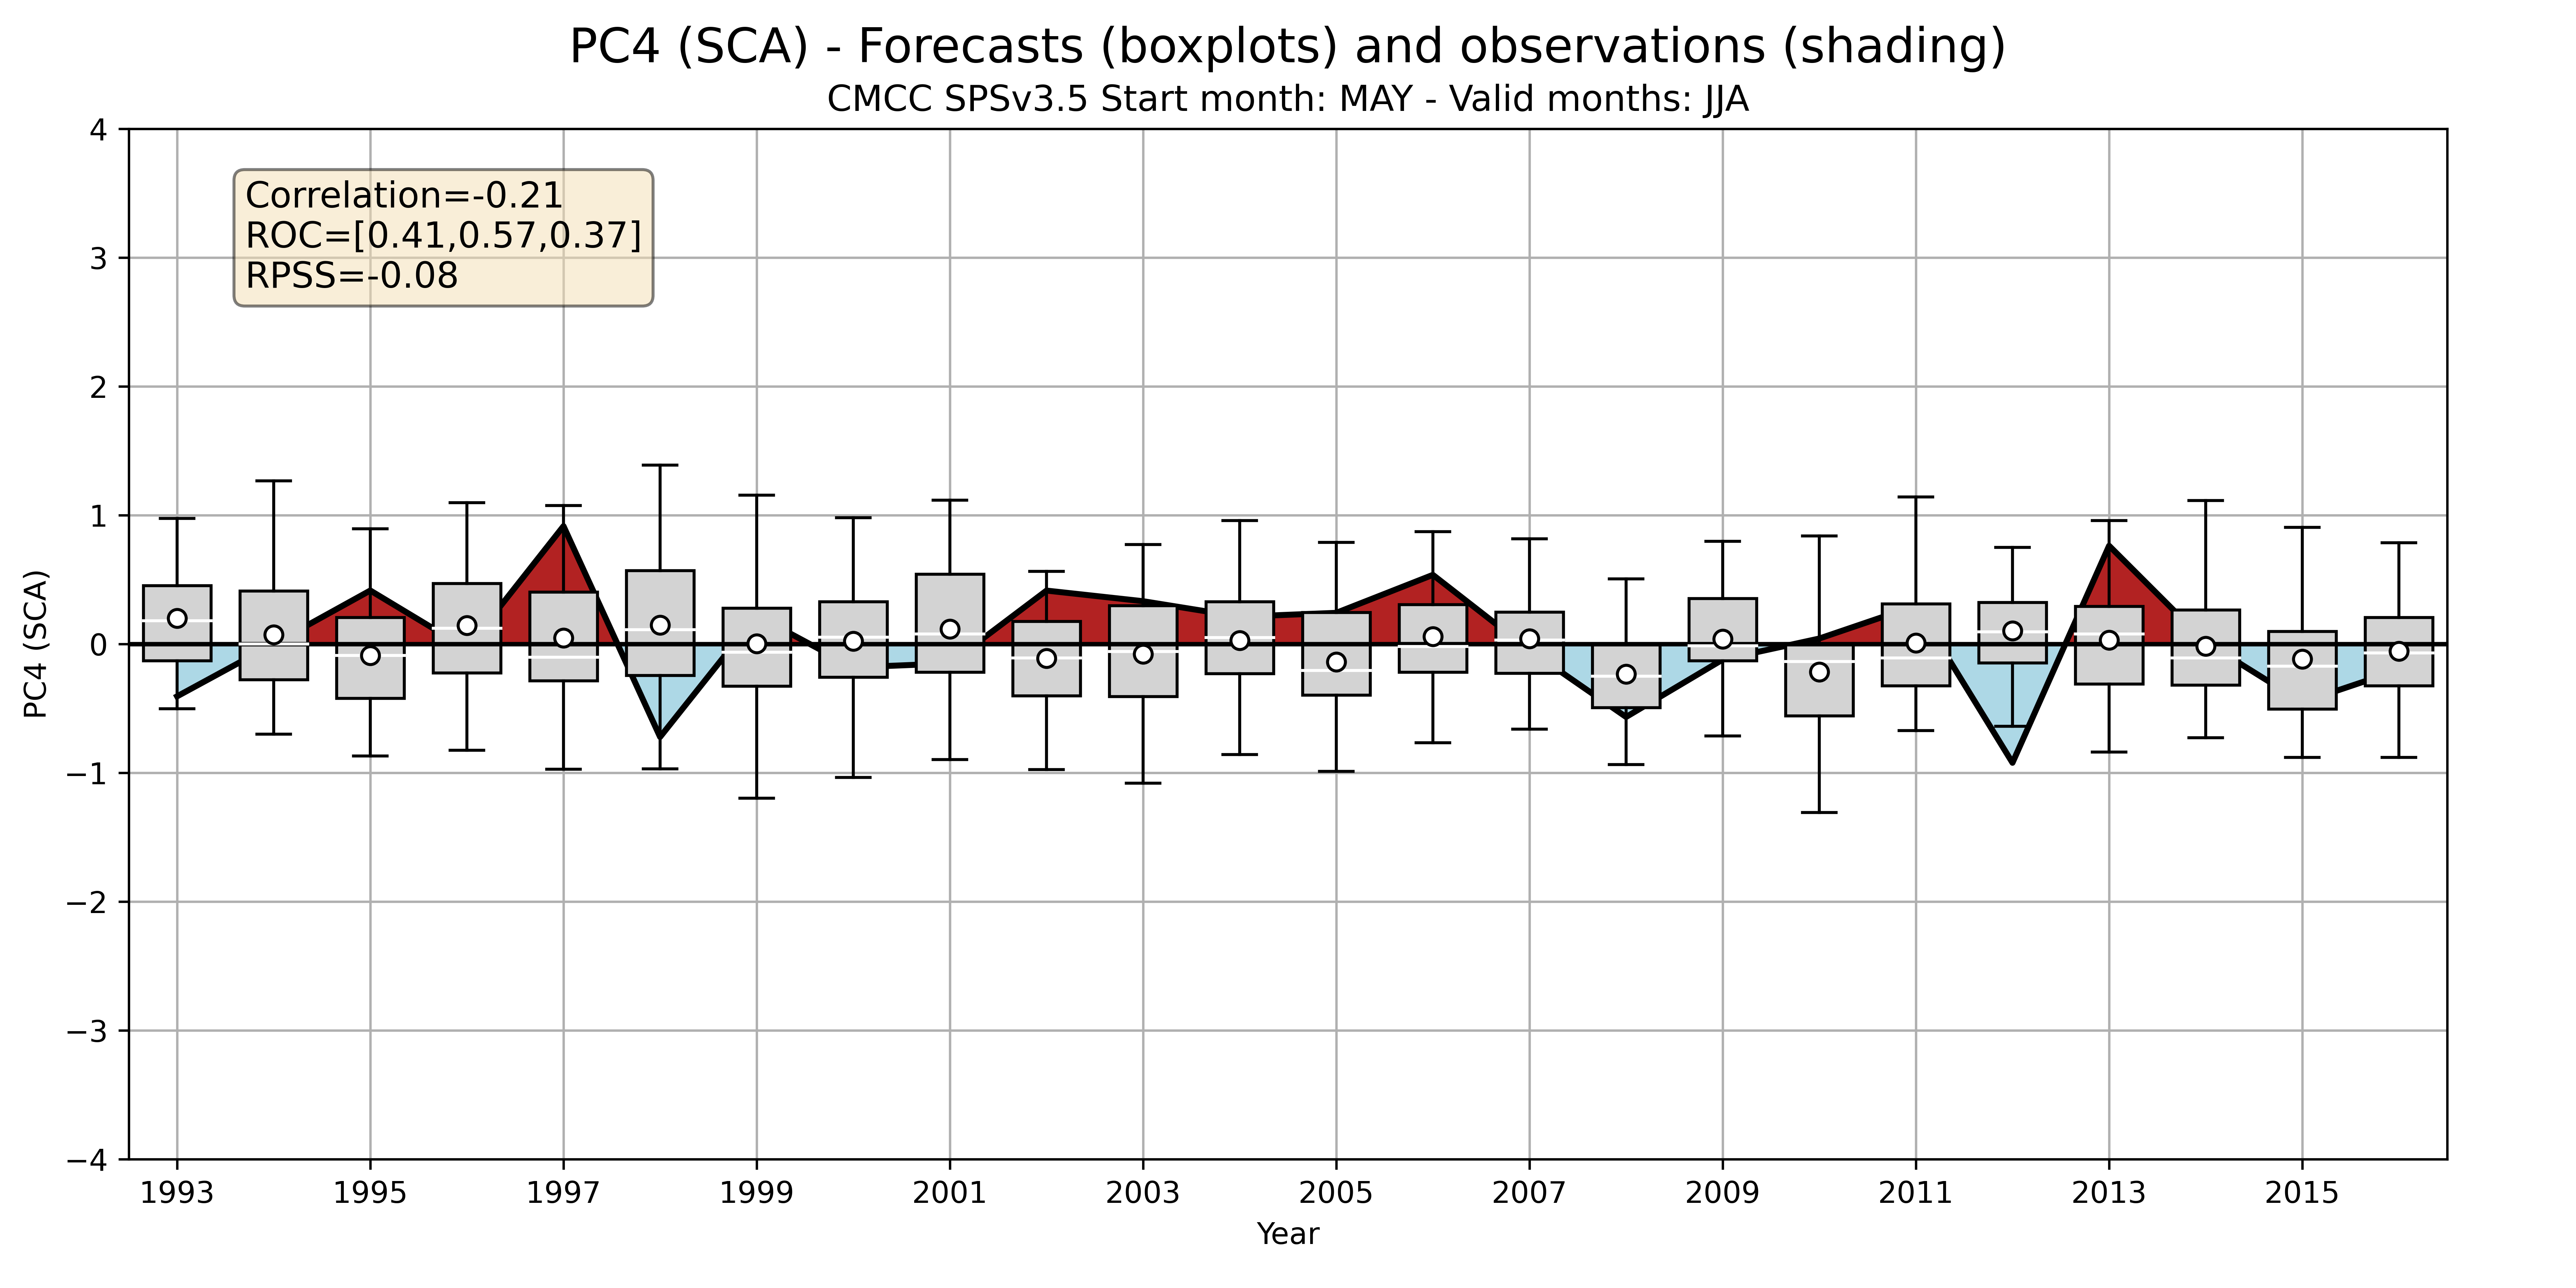 PC4 (SCA) - Forecasts (boxplots) and observations (shading)
CMCC SPSv3.5 Start month: MAY - Valid months: JJA
Correlation=-0.21
ROC=[0.41,0.57,0.37]
RPSS=-0.08
4
3
2
1
0
−1
−2
−3
−4
PC4 (SCA)
1993 1995 1997 1999 2001 2003 2005 2007 2009 2011 2013 2015
Year